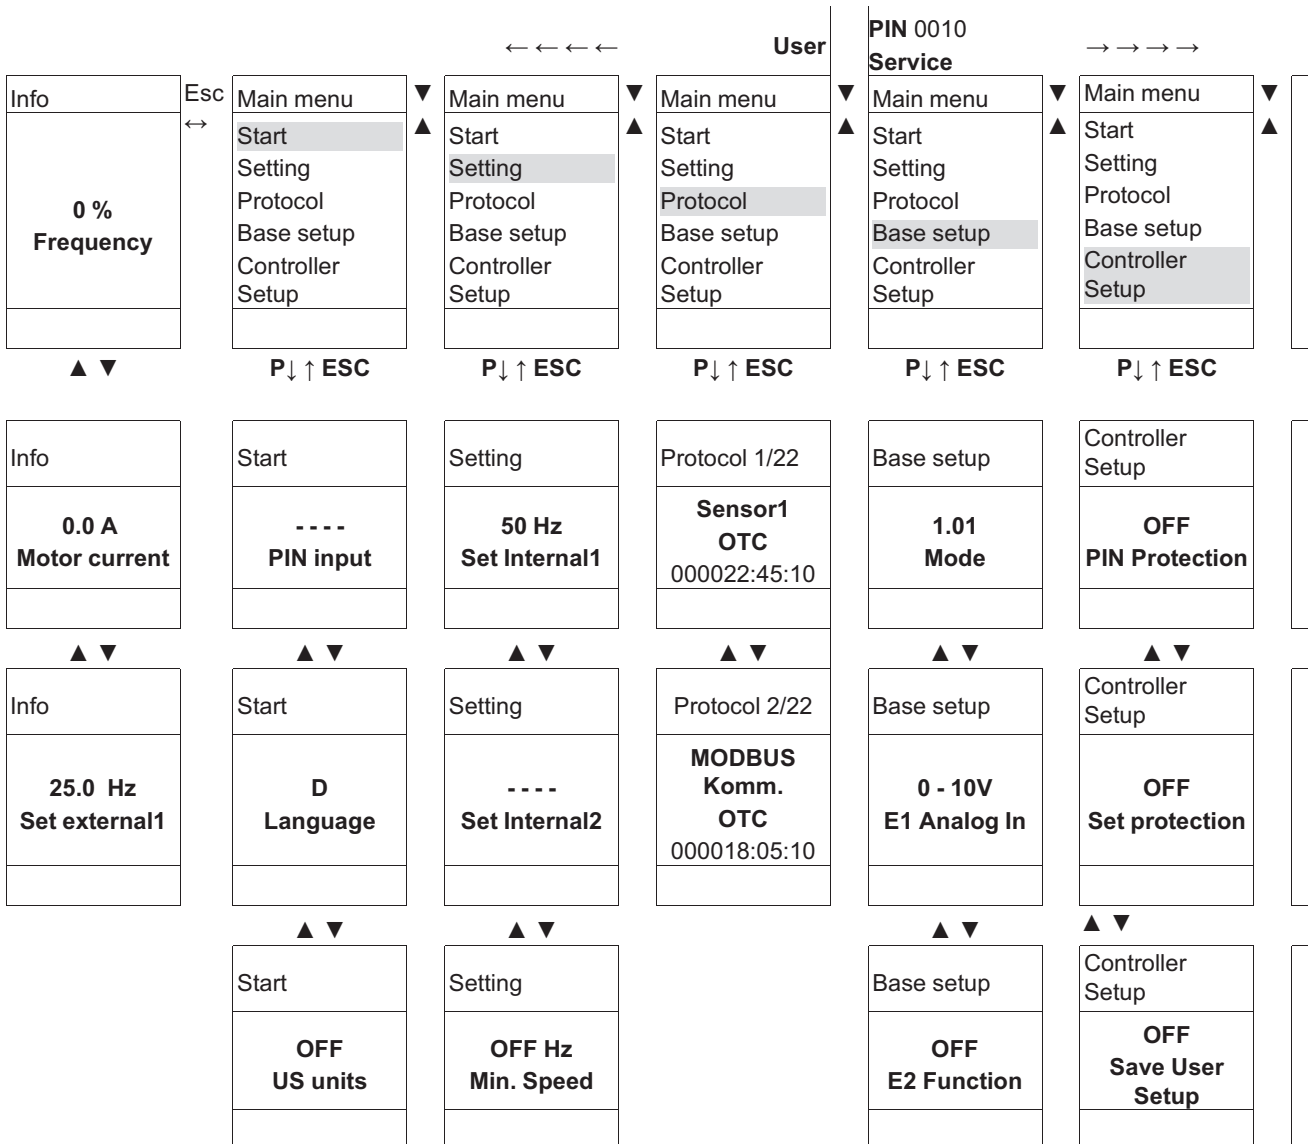 ← ← ← ←
User
PIN 0010
Service
→ → → →
Info
0 %
Frequency
▲ ▼
Esc
↔
Main menu
Start
Setting
Protocol
Base setup
Controller
Setup
P↓ ↑ ESC
▼
▲
Main menu
Start
Setting
Protocol
Base setup
Controller
Setup
P↓ ↑ ESC
▼
▲
Main menu
Start
Setting
Protocol
Base setup
Controller
Setup
P↓ ↑ ESC
▼
▲
Main menu
Start
Setting
Protocol
Base setup
Controller
Setup
P↓ ↑ ESC
▼
▲
Main menu
Start
Setting
Protocol
Base setup
Controller
Setup
P↓ ↑ ESC
▼
▲
Info
0.0 A
Motor current
▲ ▼
Start
- - - -
PIN input
▲ ▼
Setting
50 Hz
Set Internal1
▲ ▼
Protocol 1/22
Sensor1
OTC
000022:45:10
▲ ▼
Base setup
1.01
Mode
▲ ▼
Controller
Setup
OFF
PIN Protection
▲ ▼
Info
25.0 Hz
Set external1
Start
D
Language
▲ ▼
Setting
- - - -
Set Internal2
▲ ▼
Protocol 2/22
MODBUS
Komm.
OTC
000018:05:10
Base setup
0 - 10V
E1 Analog In
▲ ▼
Controller
Setup
OFF
Set protection
▲ ▼
Start
OFF
US units
Setting
OFF Hz
Min. Speed
Base setup
OFF
E2 Function
Controller
Setup
OFF
Save User
Setup